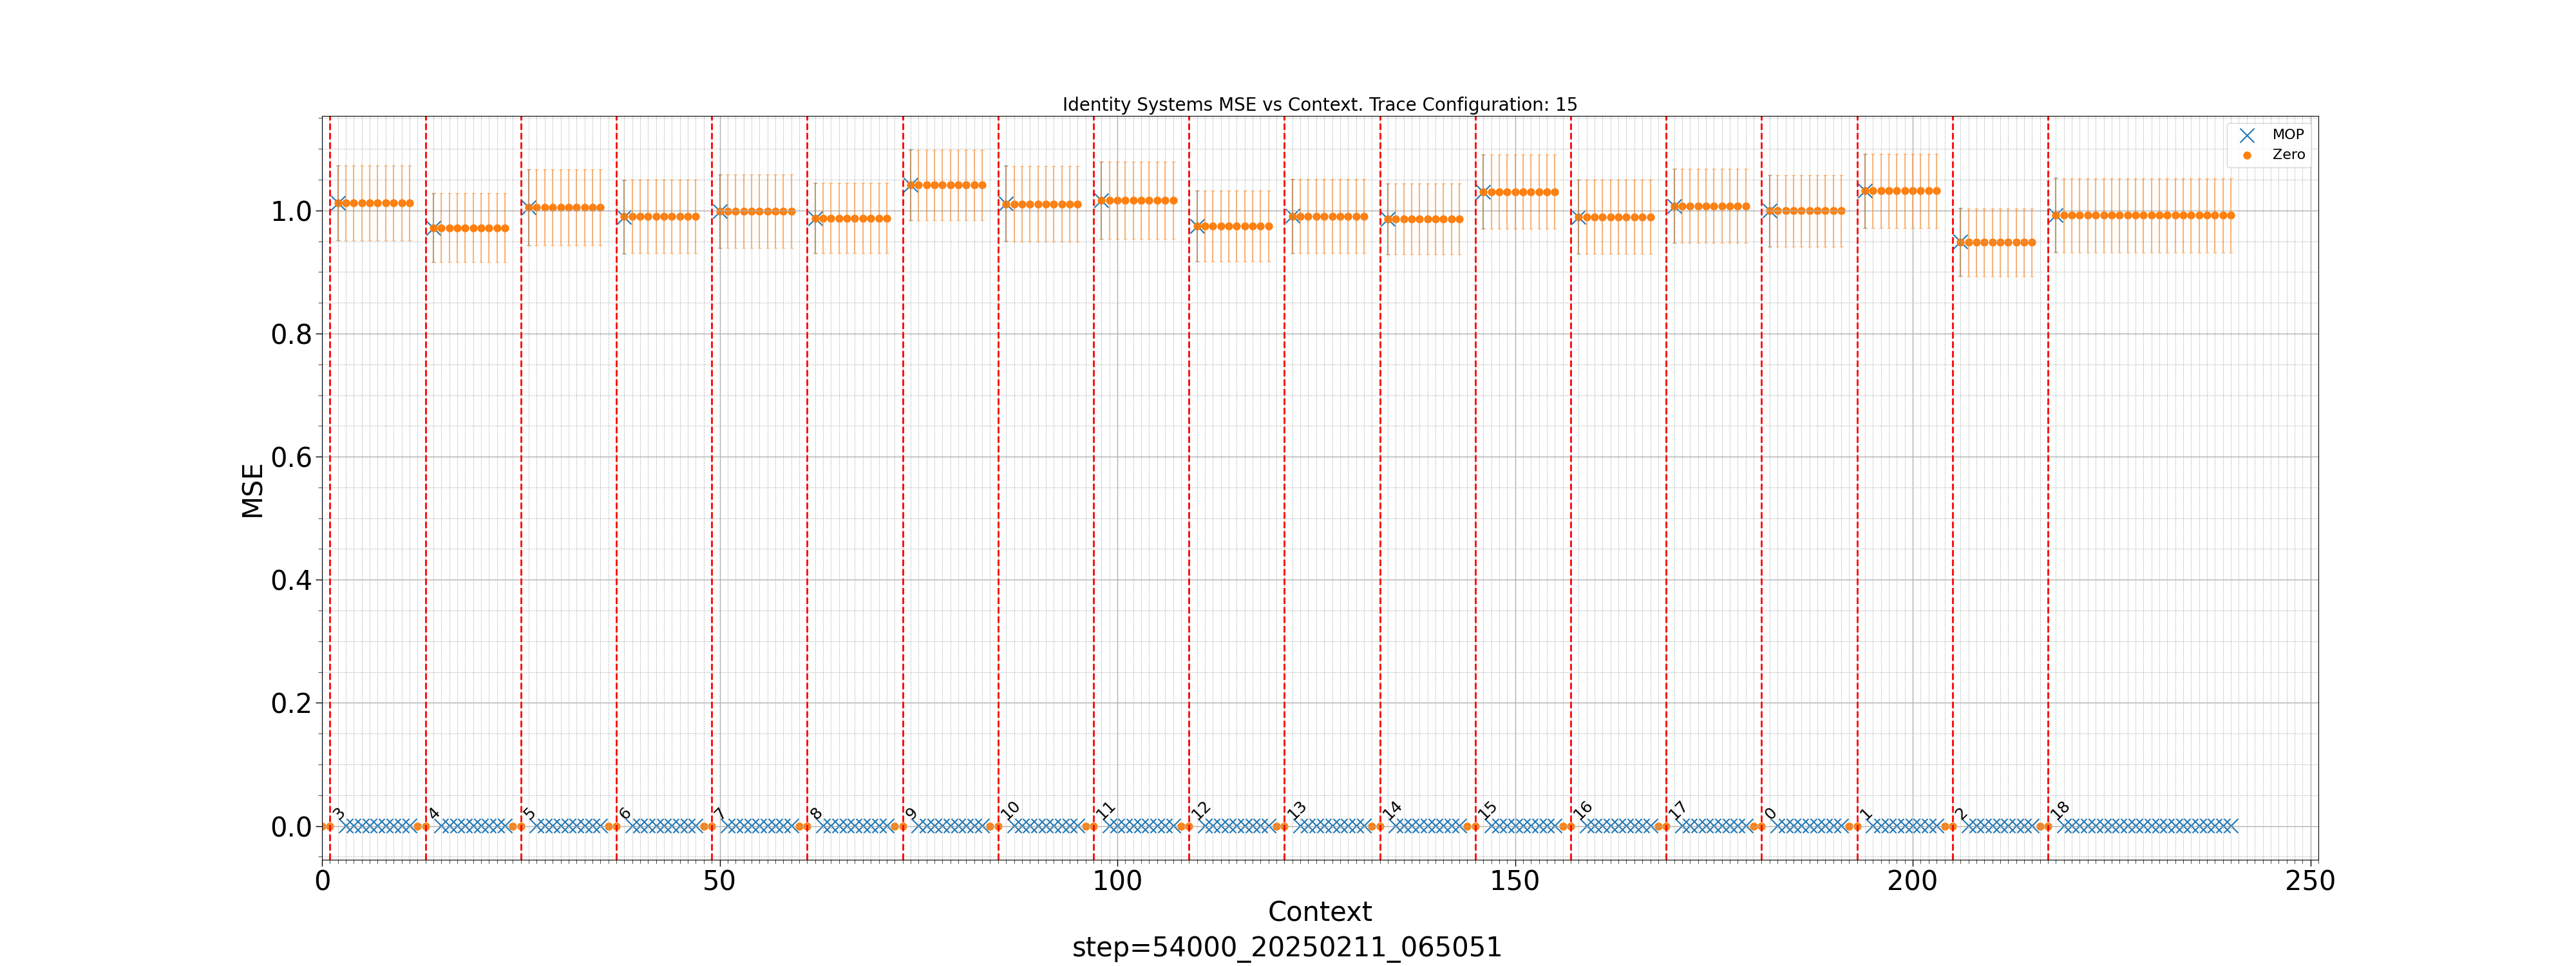 Identity Systems MSE vs Context. Trace Configuration: 15
MOP
Zero
1.0
0.8
0.6
0.4
0.2
0.0
MSE
3 4 5 6 7 8 9 10 11 12 13 14 15 16 17 0 1 2 18
0 50 100 150 200 250
Context
step=54000_20250211_065051